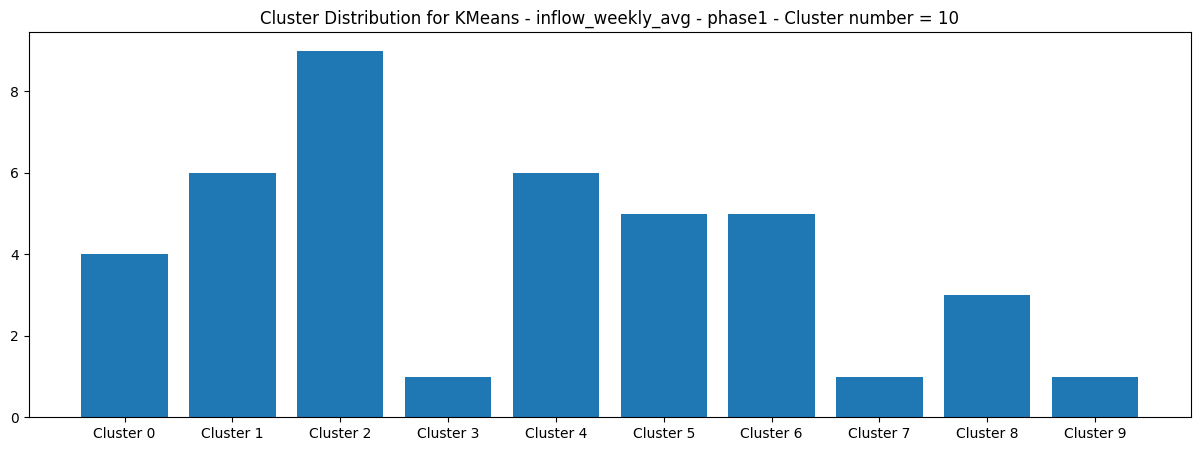 Cluster Distribution for KMeans - inflow_weekly_avg - phase1 - Cluster number = 10
8
6
4
2
0
Cluster 0 Cluster 1 Cluster 2 Cluster 3 Cluster 4 Cluster 5 Cluster 6 Cluster 7 Cluster 8 Cluster 9